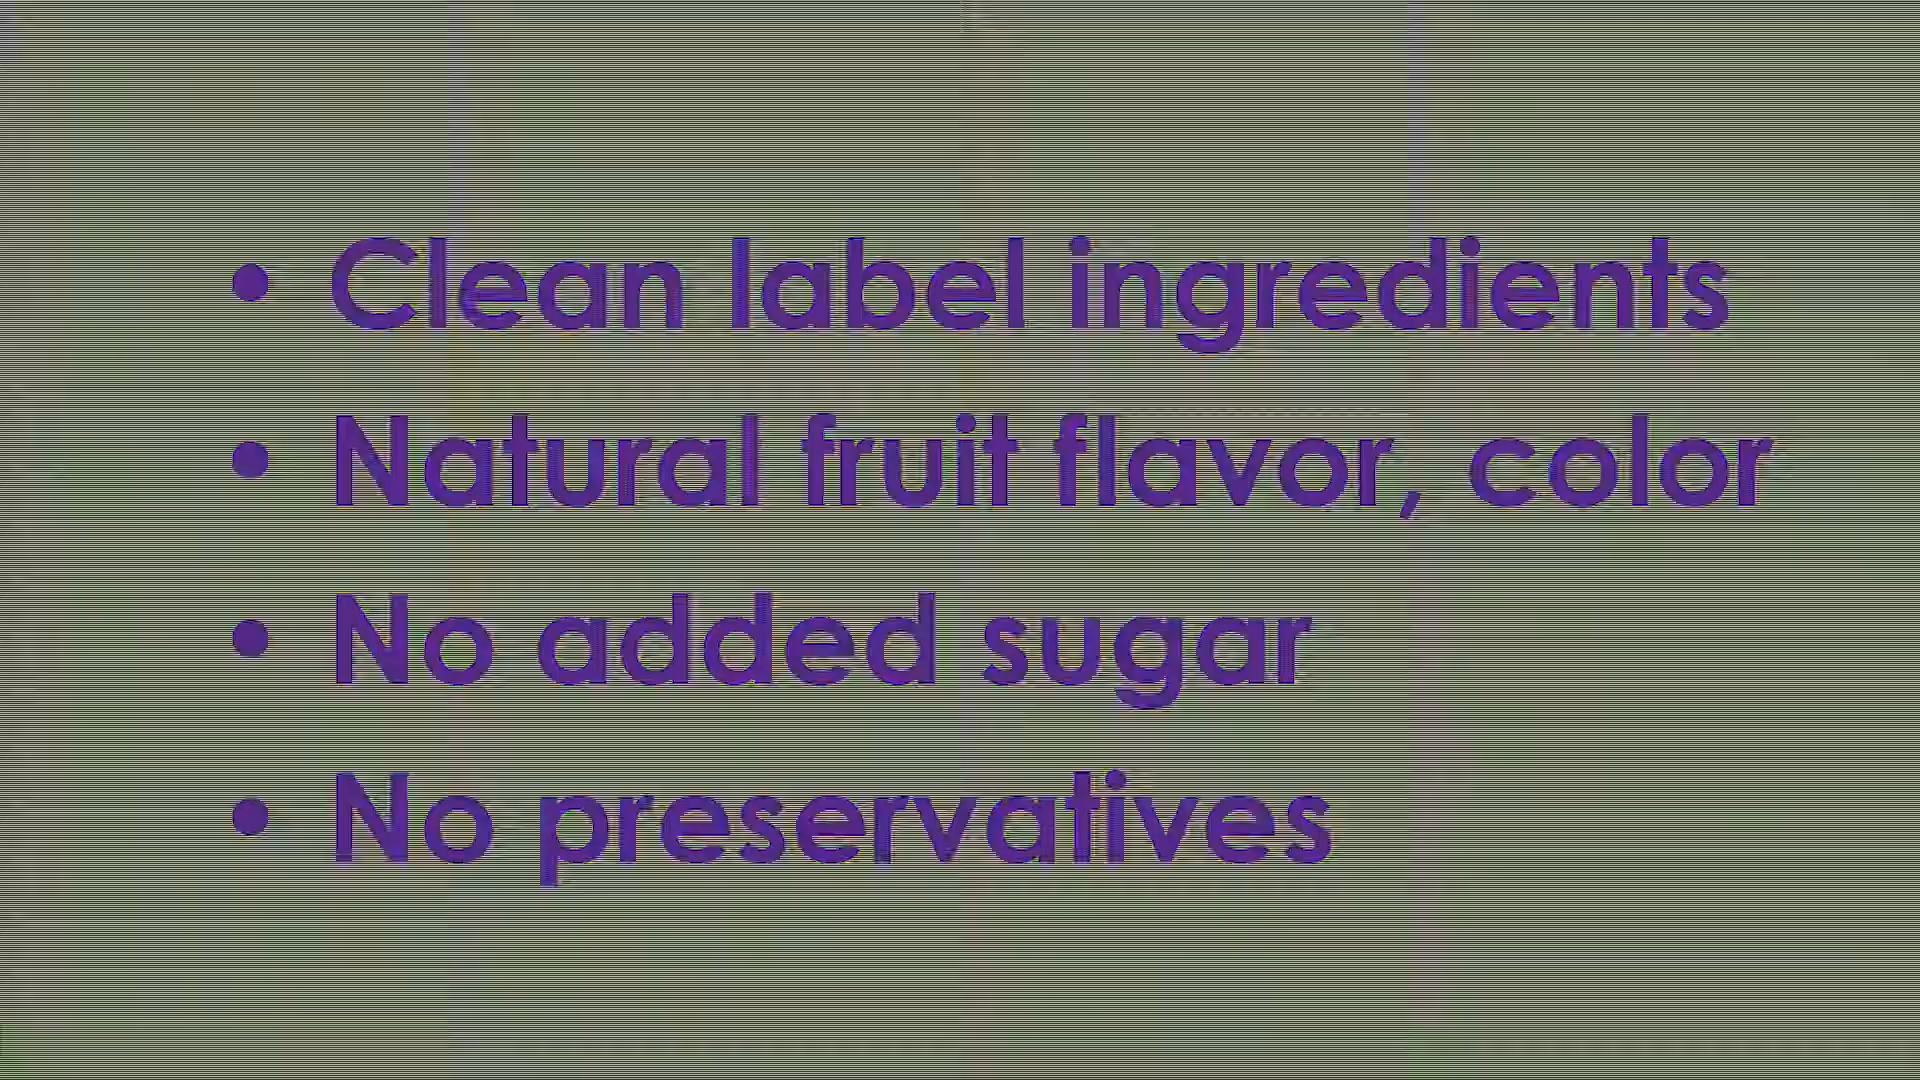 • Clean label ingredients
• Natural fruit flavor, color
• No added sugar
• No preservatives